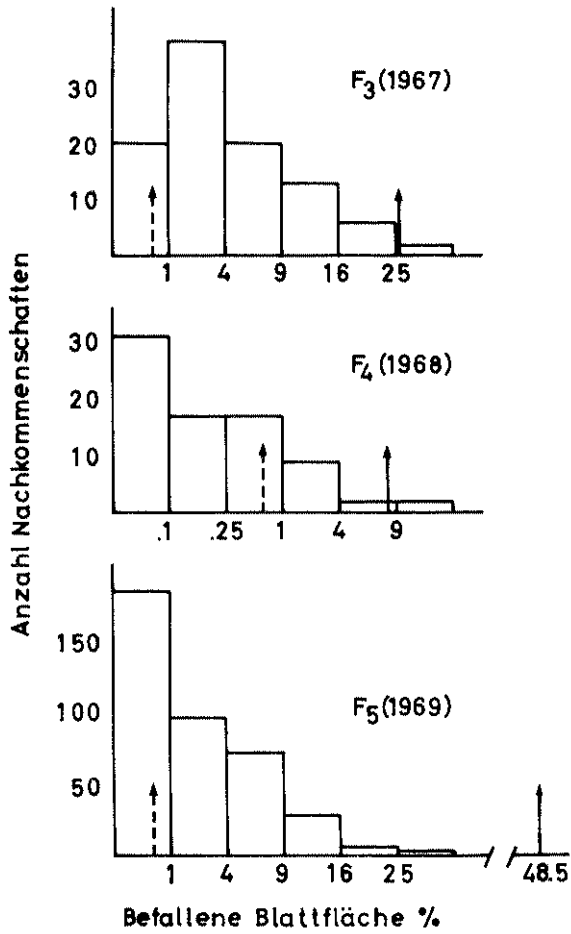 Anzahl Nachkommenschaften
F3(1967)
30
20
10
1 4 9 16 25
F4(1968)
30
20
10
.1 .25 1 4 9
F5(1969)
150
100
50
1 4 9 16 25 48.5
Befallene Blattfläche %